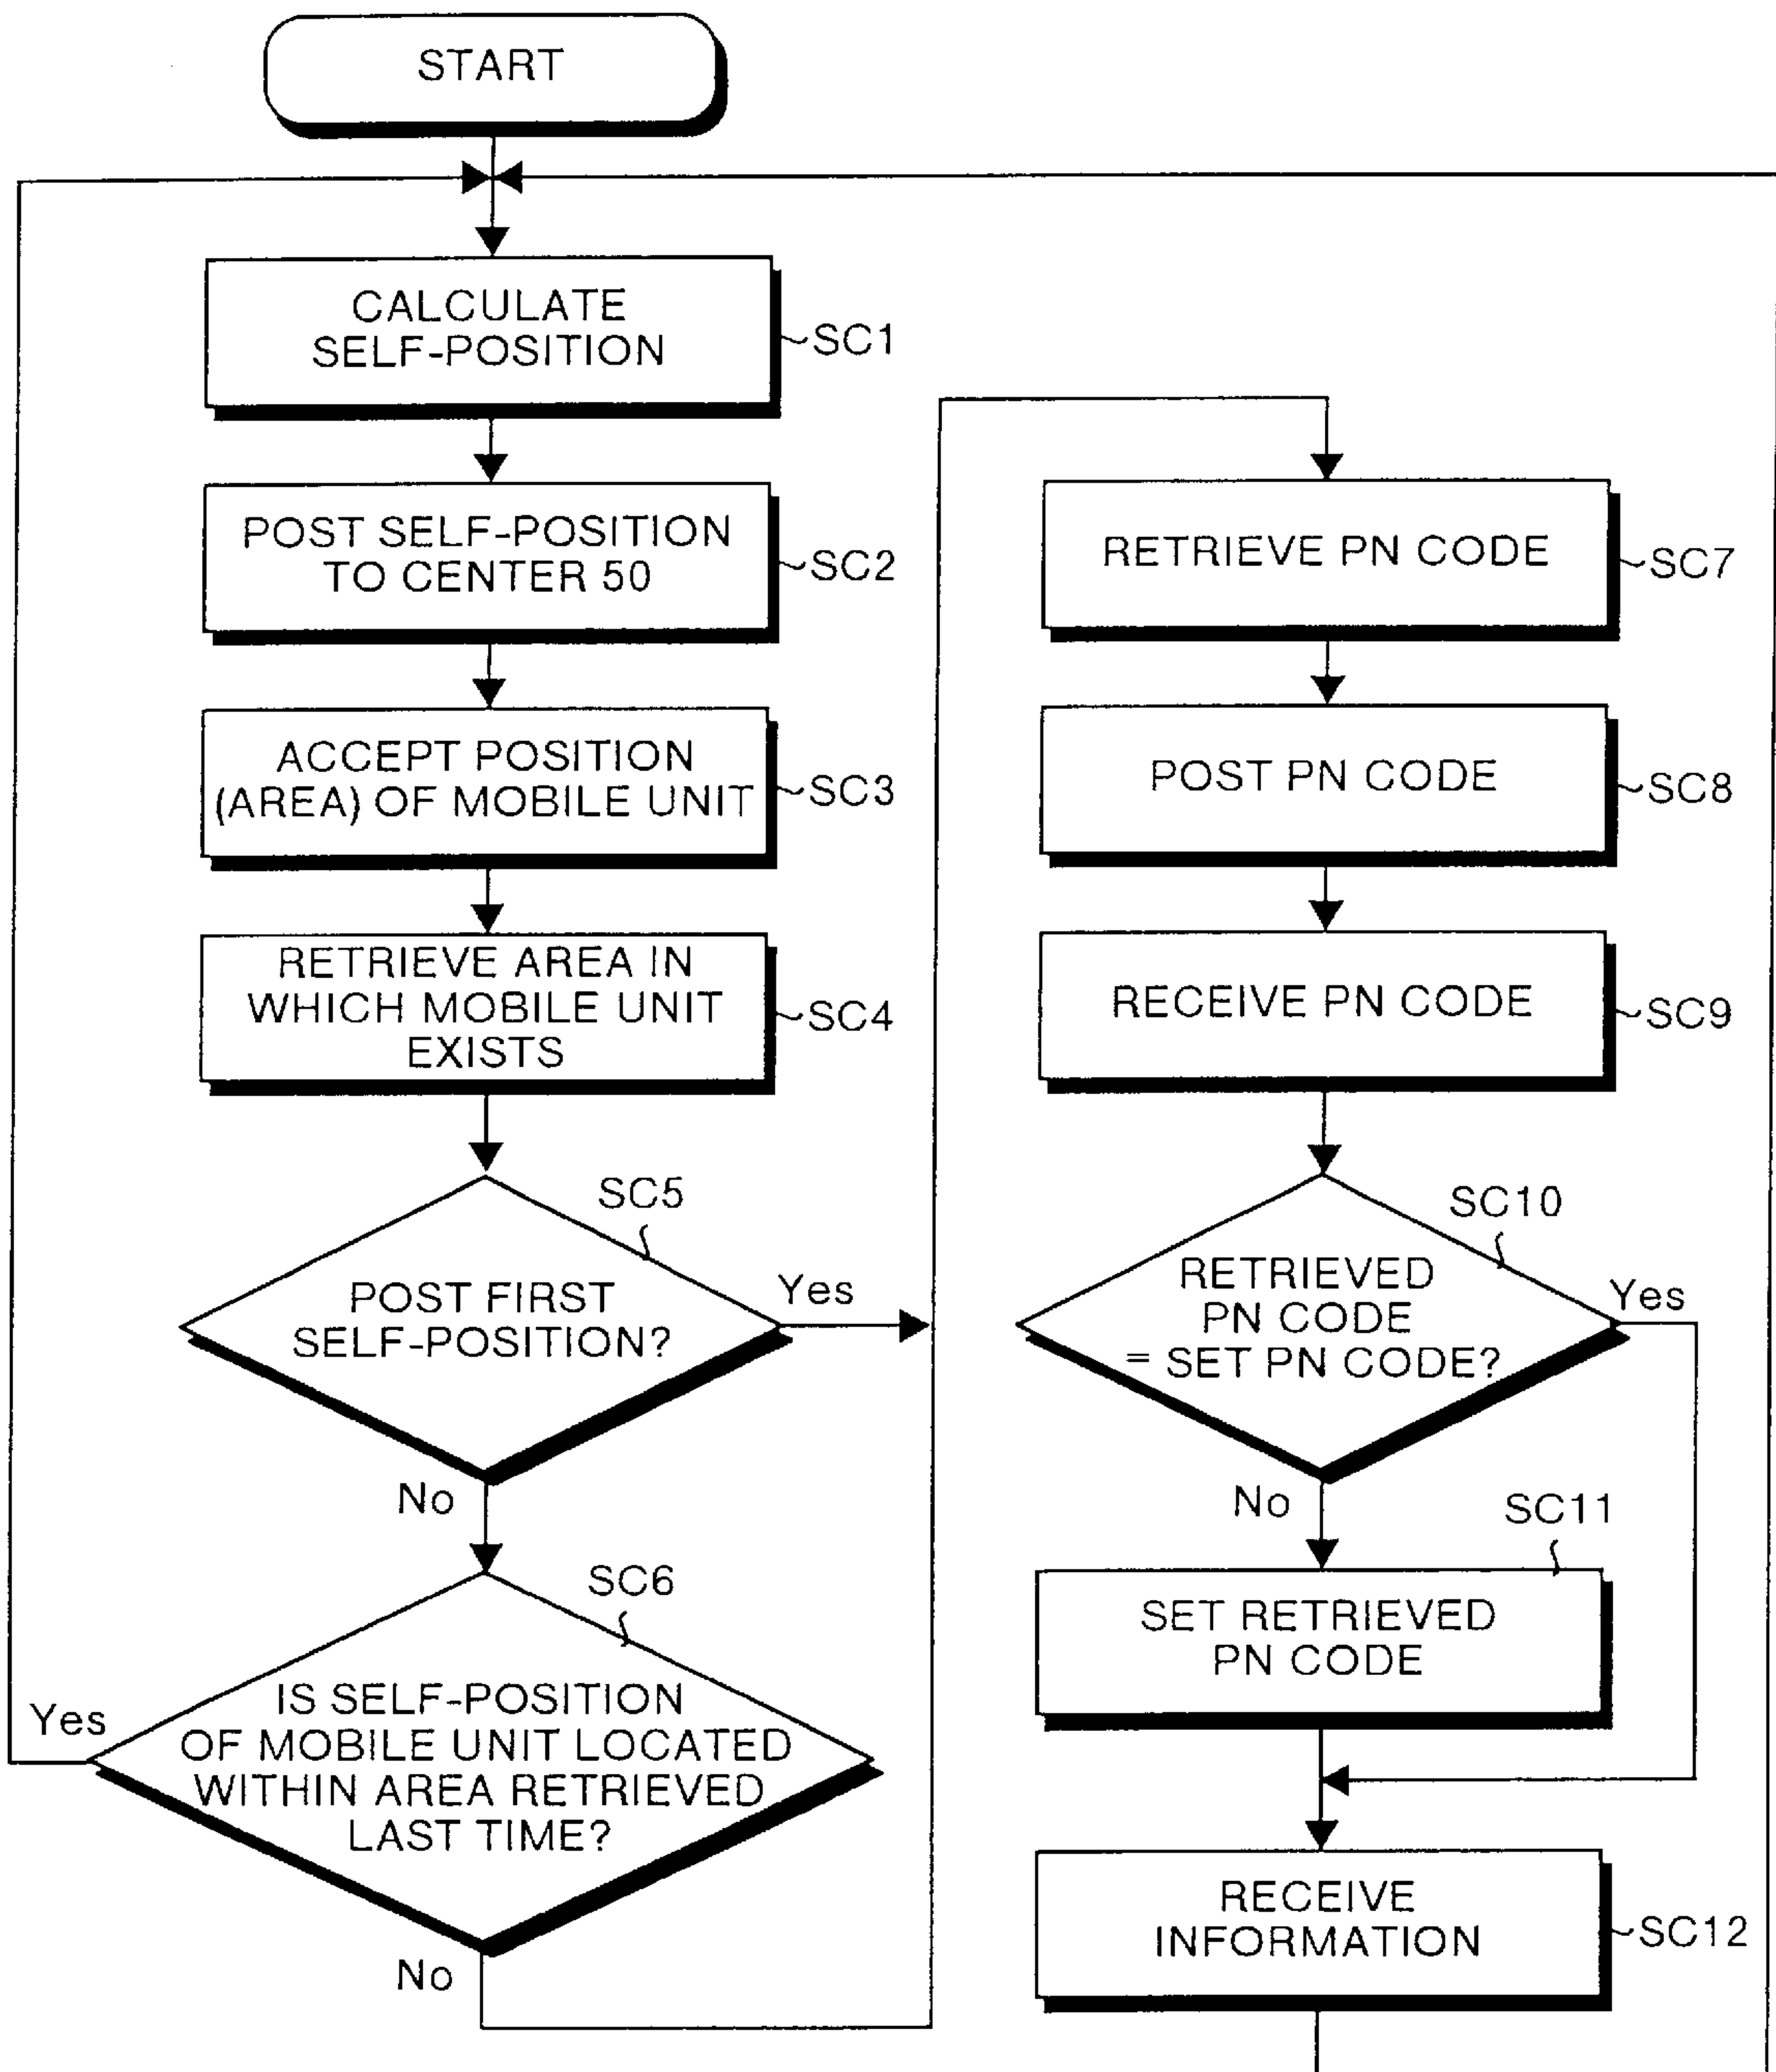 START
CALCULATE
SELF-POSITION
SC1
POST SELF-POSITION
TO CENTER 50
SC2
ACCEPT POSITION
(AREA) OF MOBILE UNIT
SC3
RETRIEVE AREA IN
WHICH MOBILE UNIT
EXISTS
SC4
SC5
POST FIRST
SELF-POSITION?
Yes
No
SC6
IS SELF-POSITION
OF MOBILE UNIT LOCATED
WITHIN AREA RETRIEVED
LAST TIME?
Yes
No
RETRIEVE PN CODE
SC7
POST PN CODE
SC8
RECEIVE PN CODE
SC9
SC10
RETRIEVED
PN CODE
= SET PN CODE?
Yes
No
SC11
SET RETRIEVED
PN CODE
RECEIVE
INFORMATION
SC12